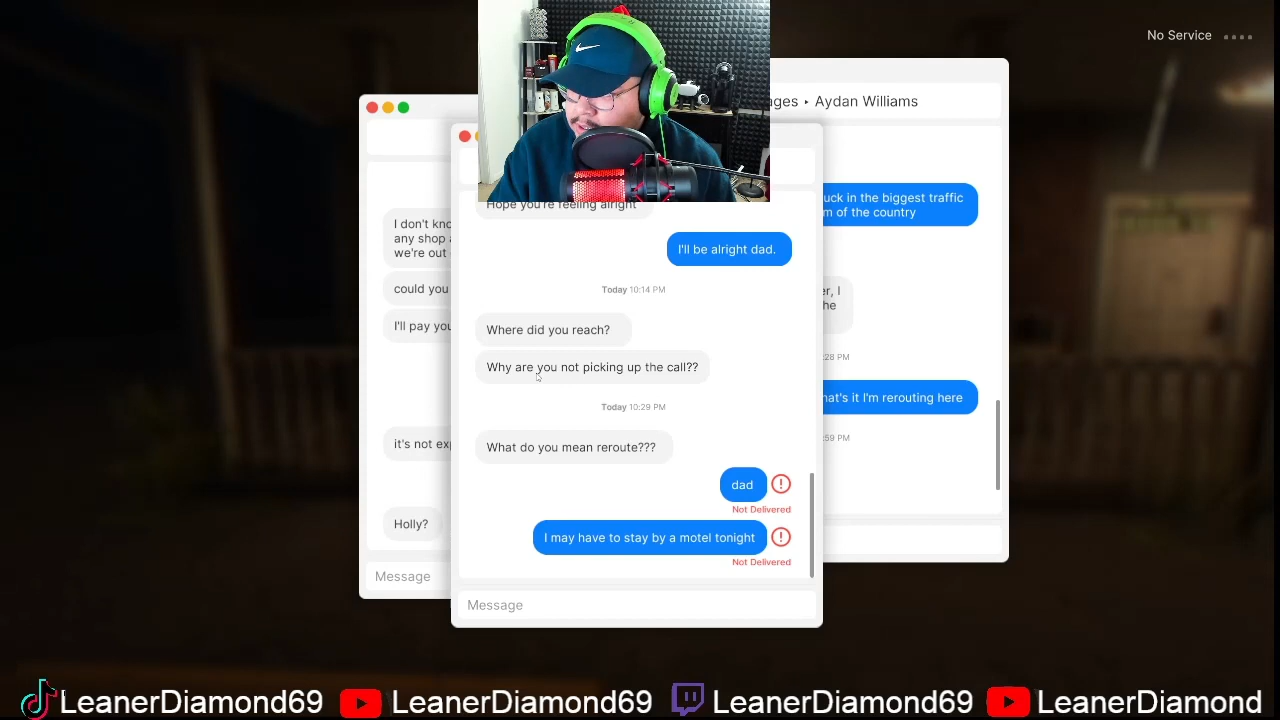 No Service
ages ▸ Aydan Williams
I don't kno
any shop a
we're out
could you
I'll pay you
it's not exp
Holly?
Message
Hope you're feeling alright
I'll be alright dad.
Today 10:14 PM
Where did you reach?
Why are you not picking up the call??
Today 10:29 PM
What do you mean reroute???
dad
Not Delivered
I may have to stay by a motel tonight
Not Delivered
Message
uck in the biggest traffic
m of the country
er, I
he
:28 PM
hat's it I'm rerouting here
:59 PM
LeanerDiamond69 LeanerDiamond69 LeanerDiamond69 LeanerDiamond